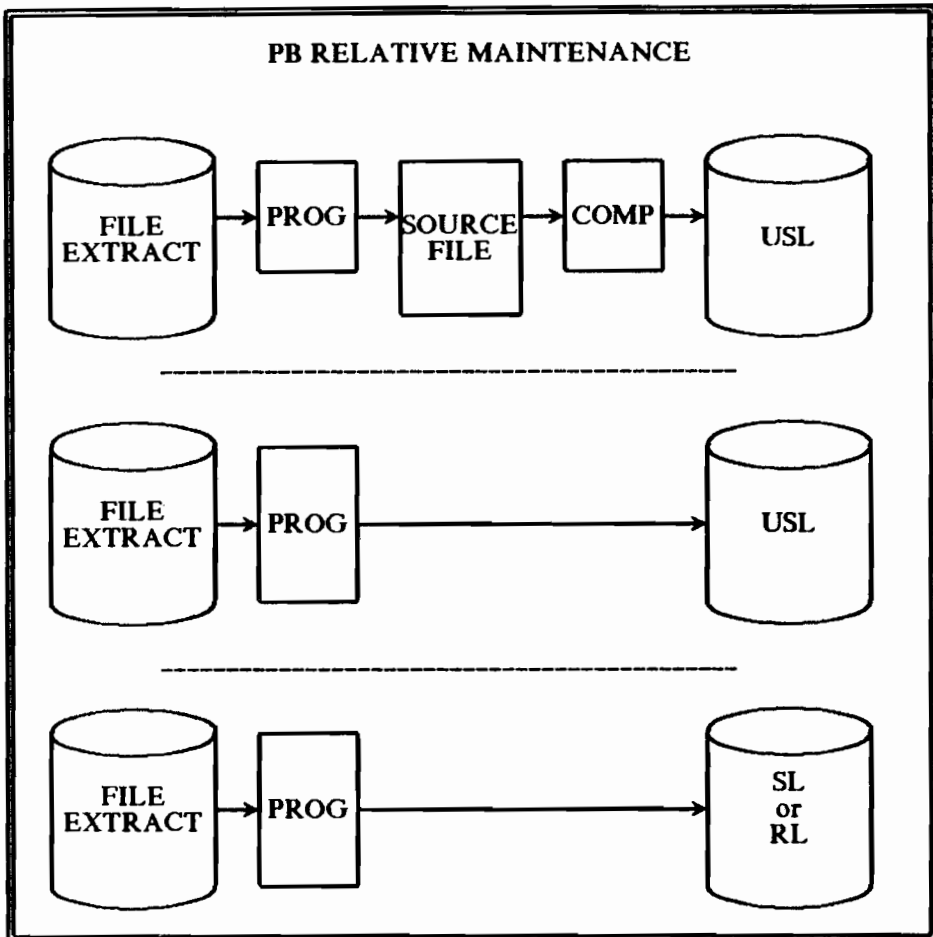 PB RELATIVE MAINTENANCE
FILE
EXTRACT
PROG
SOURCE
FILE
COMP
USL
FILE
EXTRACT
PROG
USL
FILE
EXTRACT
PROG
SL
or
RL